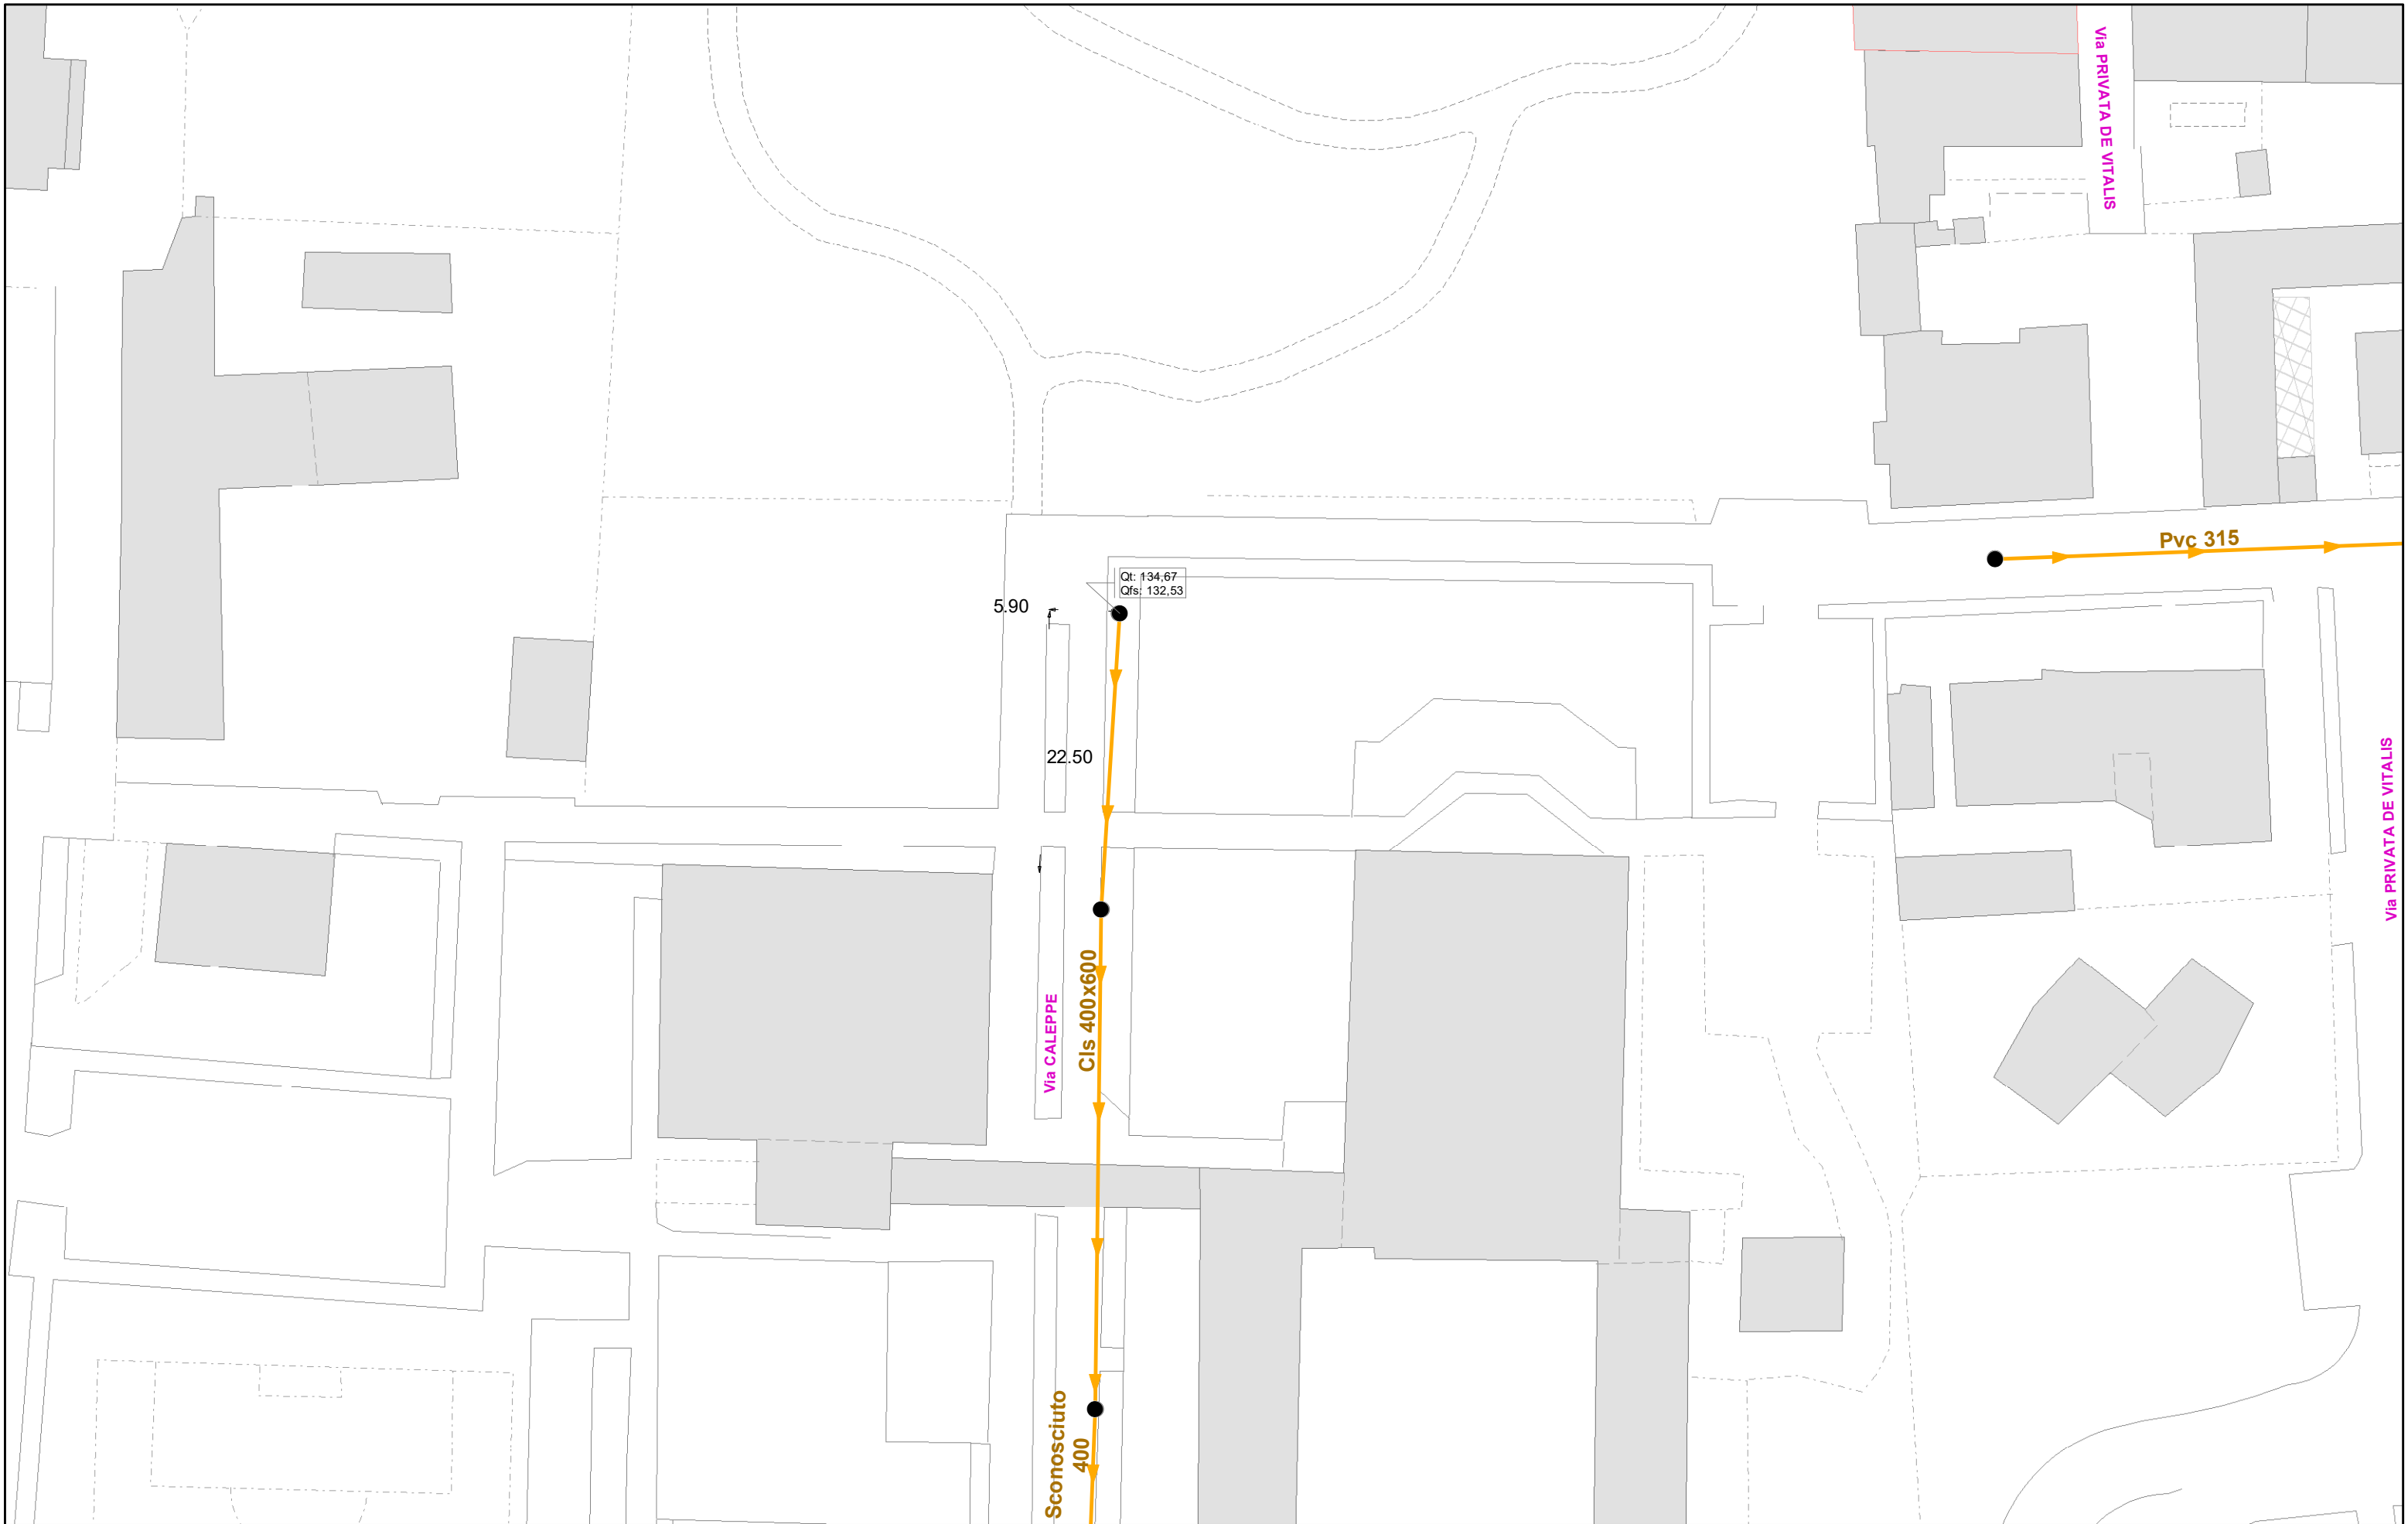 Via PRIVATA DE VITALIS
Pvc 315
Qt: 134,67
Qfs: 132,53
5.90
22.50
Via PRIVATA DE VITALIS
Via CALEPPE
Cls 400x600
Sconosciuto
400